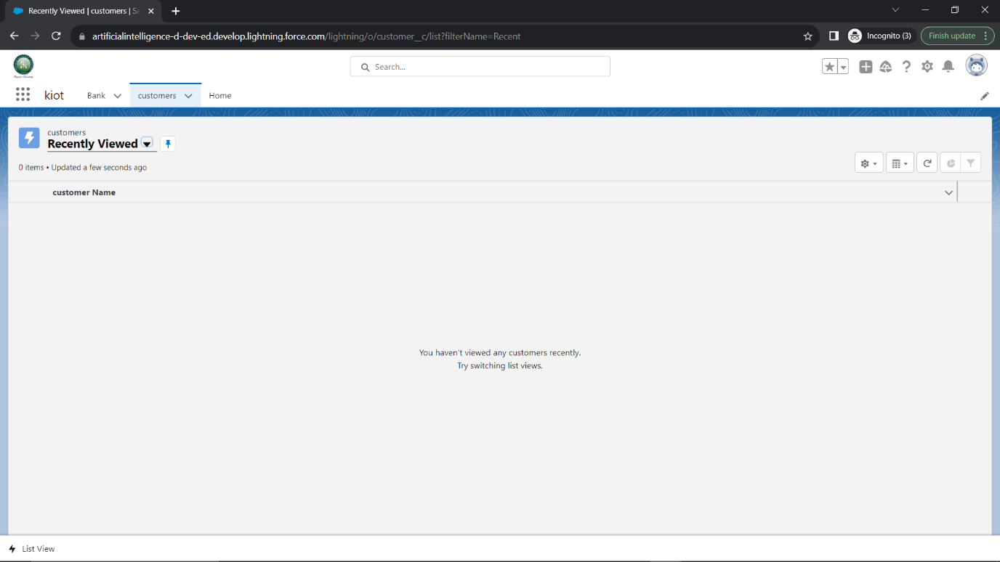 Recently Viewed | customers | Sa
artificialintelligence-d-dev-ed.develop.lightning.force.com/lightning/o/customer__c/list?filterName=Recent
Incognito (3)
Finish update
Search...
kiot
Bank
customers
Home
customers
Recently Viewed
0 items • Updated a few seconds ago
customer Name
You haven't viewed any customers recently.
Try switching list views.
List View